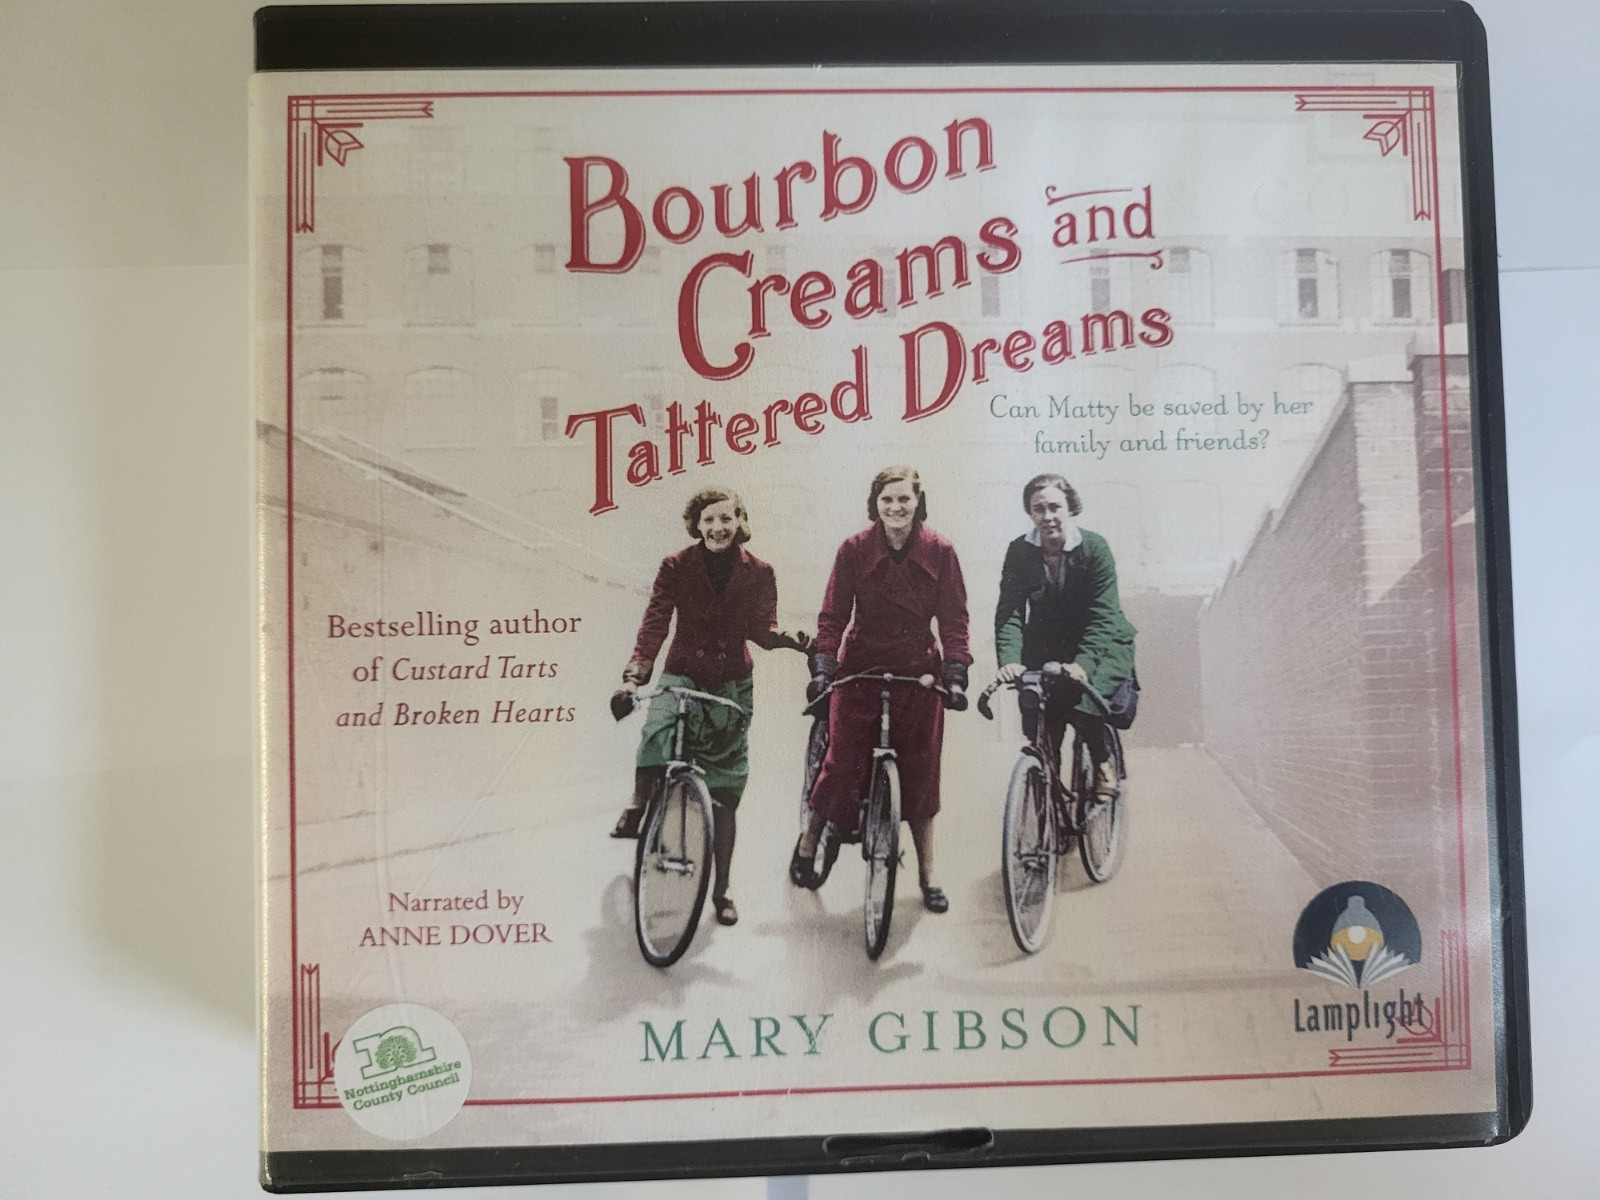 Bourbon
Creams and
Tattered Dreams
Can Matty be saved by her
family and friends?
Bestselling author
of Custard Tarts
and Broken Hearts
Narrated by
ANNE DOVER
MARY GIBSON
Lamplight
Nottinghamshire
County Council